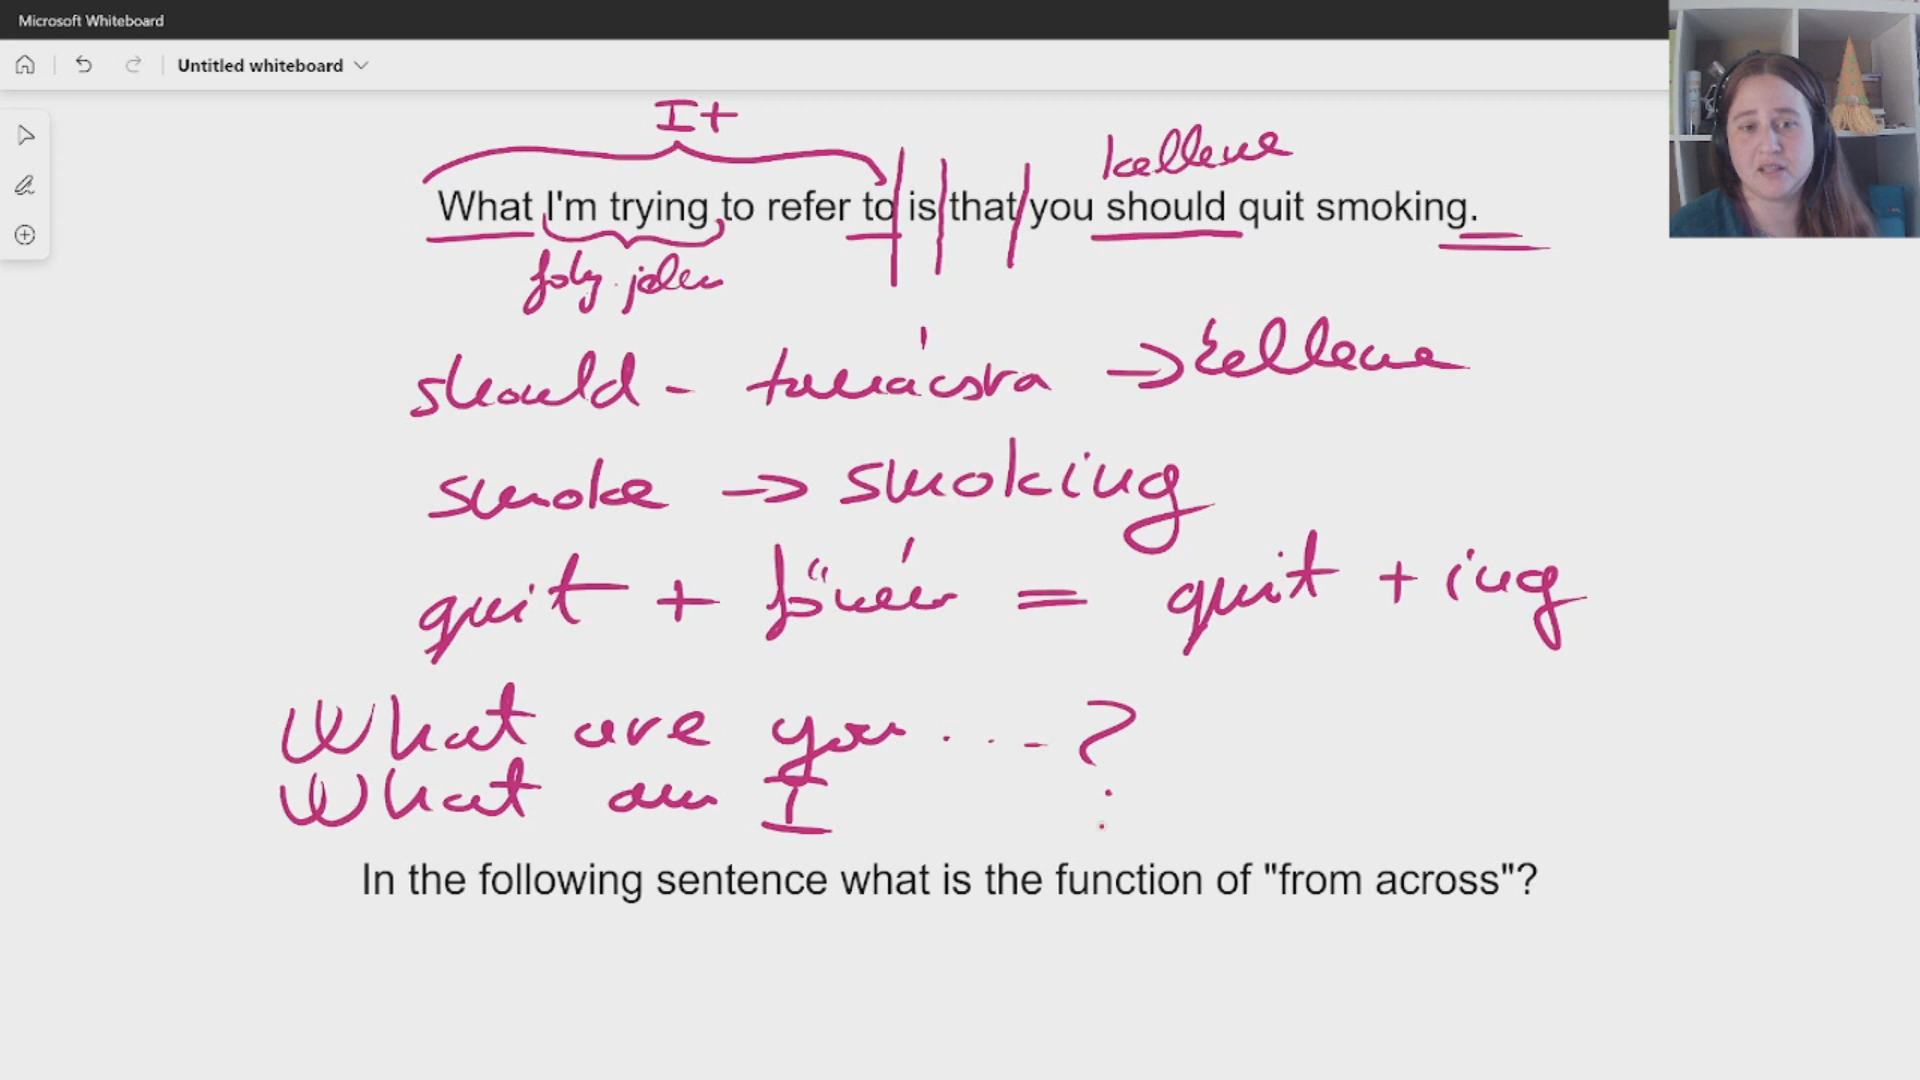 Microsoft Whiteboard
Untitled whiteboard
It
kellene
What I'm trying to refer to is that you should quit smoking.
foly. jelen
should - tanácsra → kellene
smoke → smoking
quit + főnév = quit + ing
What are you ... ?
What am I
In the following sentence what is the function of "from across"?